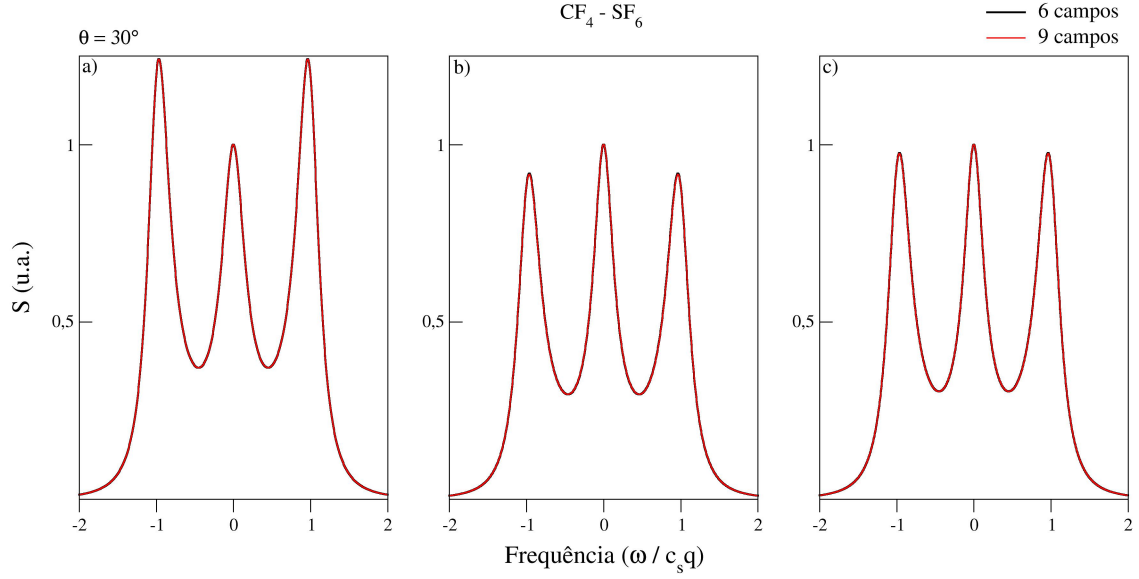 CF₄ - SF₆
6 campos
9 campos
θ = 30°
a)
b)
c)
1
1
1
0,5
0,5
0,5
S (u.a.)
-2 -1 0 1 2
-2 -1 0 1 2
-2 -1 0 1 2
Frequência (ω / cₛq)